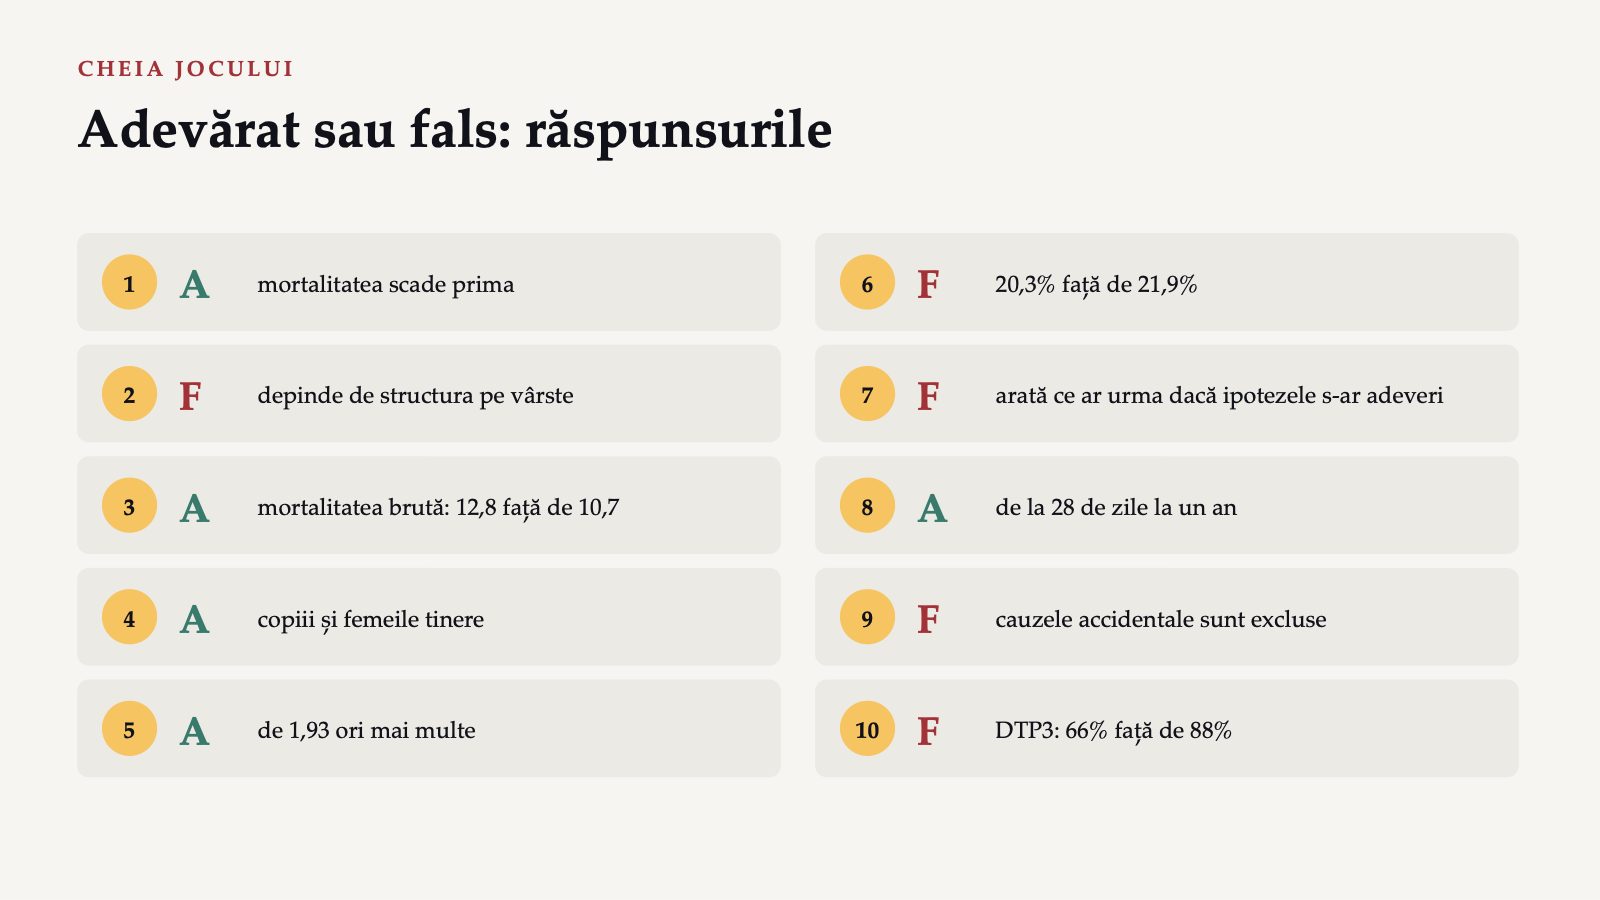 CHEIA JOCULUI
Adevărat sau fals: răspunsurile
1 A mortalitatea scade prima
2 F depinde de structura pe vârste
3 A mortalitatea brută: 12,8 față de 10,7
4 A copiii și femeile tinere
5 A de 1,93 ori mai multe
6 F 20,3% față de 21,9%
7 F arată ce ar urma dacă ipotezele s-ar adeveri
8 A de la 28 de zile la un an
9 F cauzele accidentale sunt excluse
10 F DTP3: 66% față de 88%